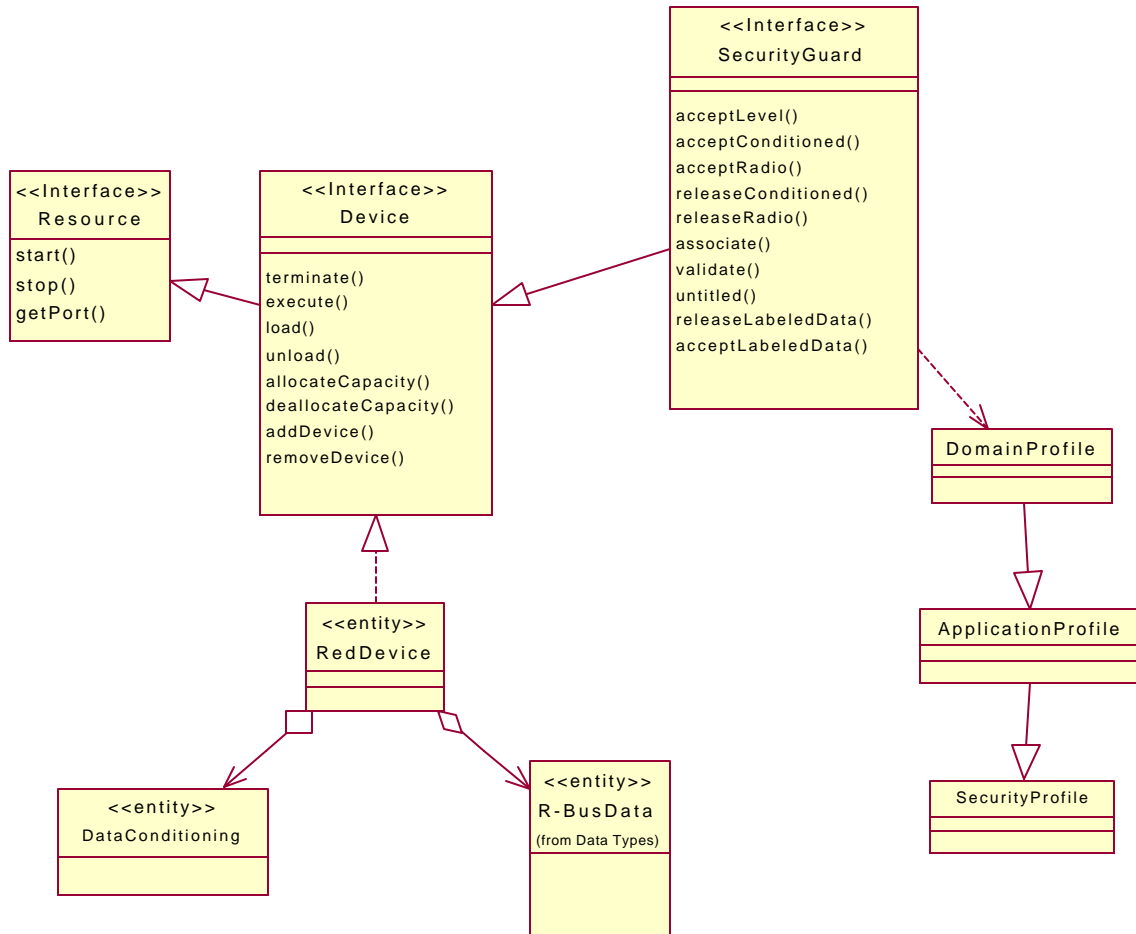 <<Interface>>
SecurityGuard
acceptLevel()
acceptConditioned()
acceptRadio()
releaseConditioned()
releaseRadio()
associate()
validate()
untitled()
releaseLabeledData()
acceptLabeledData()
<<Interface>>
Resource
start()
stop()
getPort()
<<Interface>>
Device
terminate()
execute()
load()
unload()
allocateCapacity()
deallocateCapacity()
addDevice()
removeDevice()
DomainProfile
<<entity>>
RedDevice
ApplicationProfile
<<entity>>
DataConditioning
<<entity>>
R-BusData
(from Data Types)
SecurityProfile